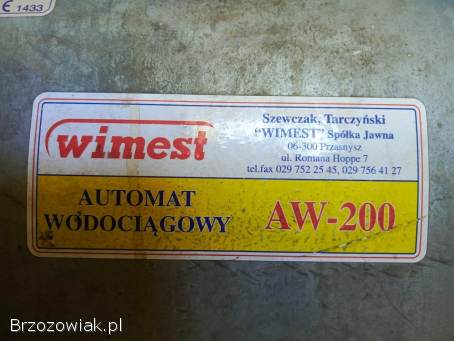 € 1433
wimest
Szewczak, Tarczyński
"WIMEST" Spółka Jawna
06-300 Przasnysz
ul. Romana Hoppe 7
tel.fax 029 752 25 45, 029 756 41 27
AUTOMAT
WODOCIĄGOWY
AW-200
Brzozowiak.pl